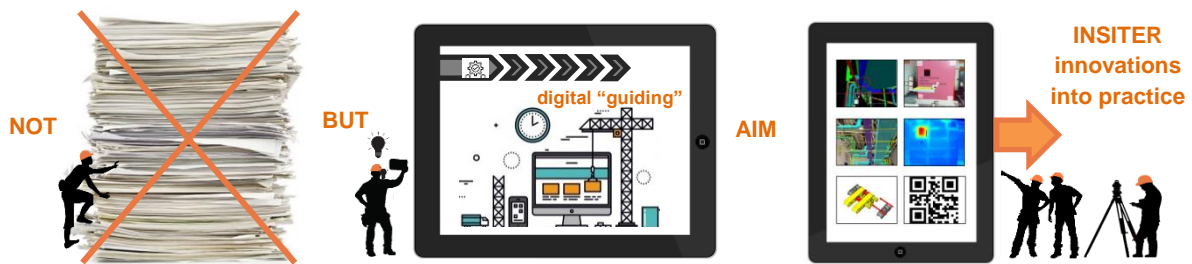 NOT
BUT
digital “guiding”
AIM
INSITER
innovations
into practice